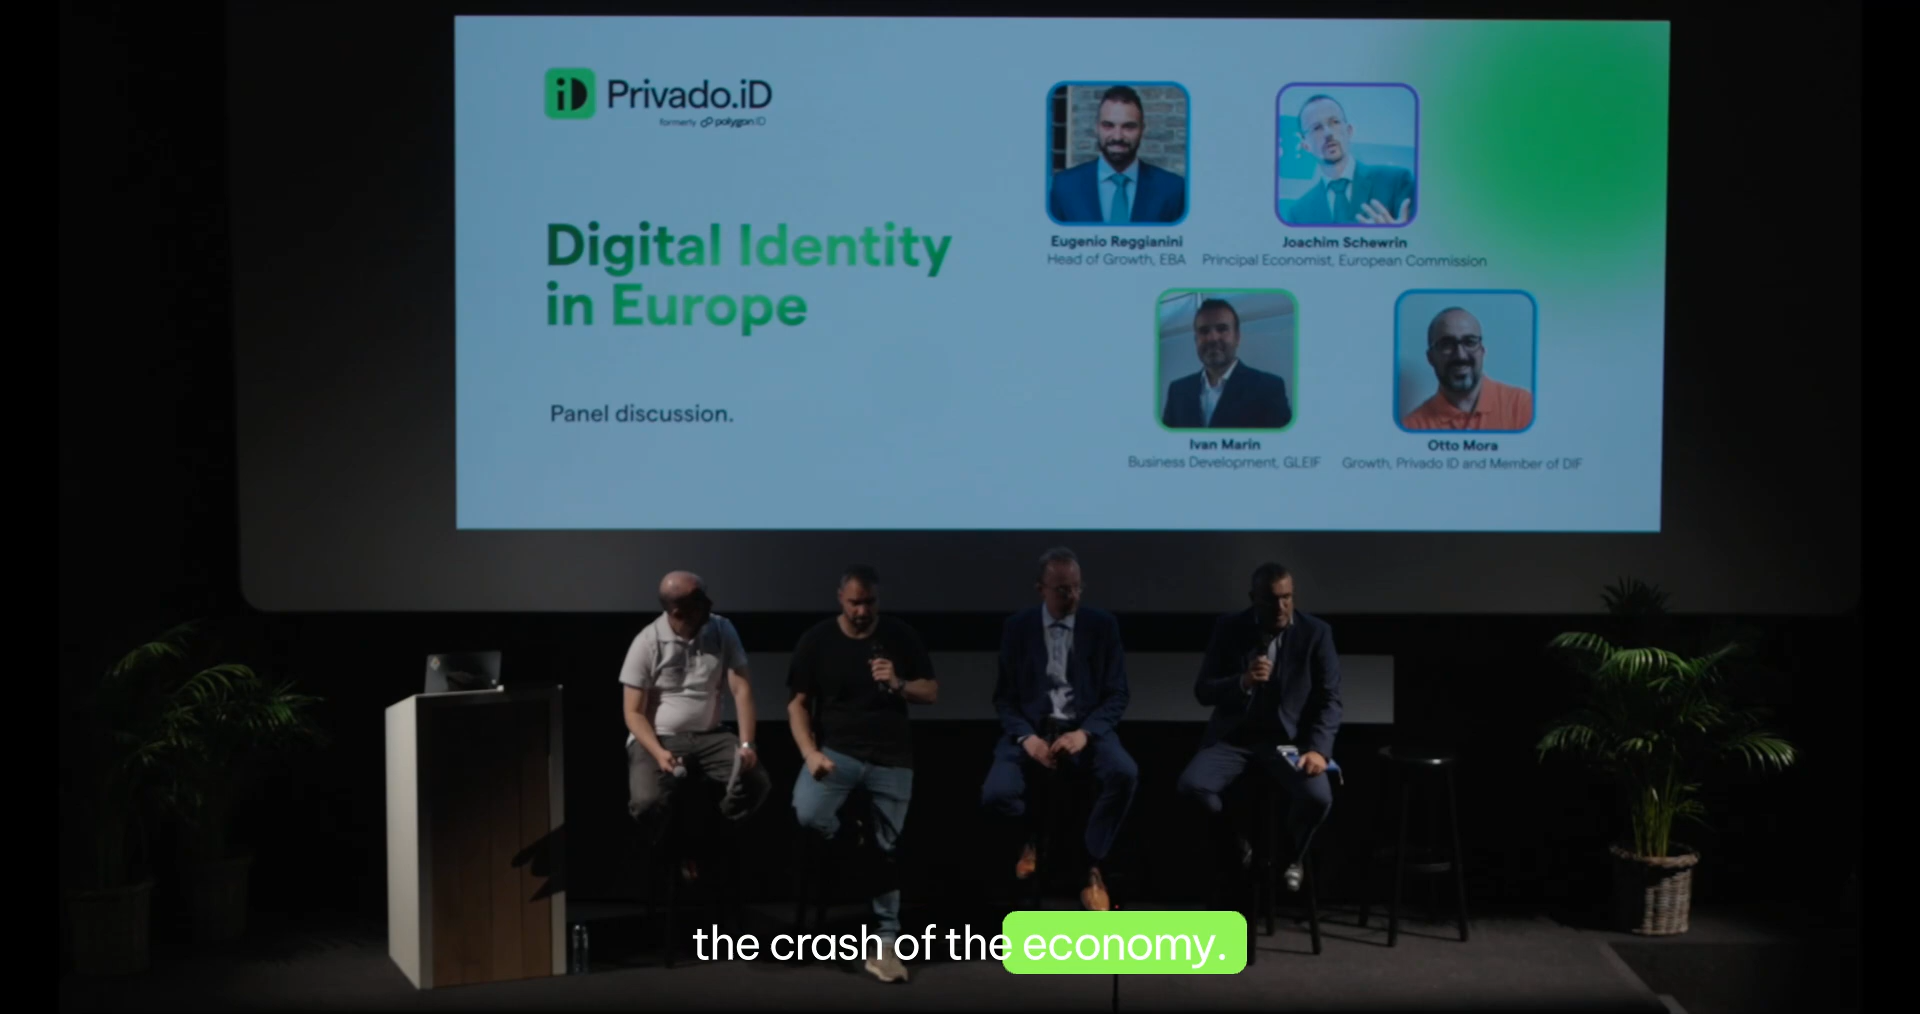 iD Privado.iD
formerly polygon ID
Digital Identity
in Europe
Panel discussion.
Eugenio Reggianini
Head of Growth, EBA
Joachim Schewrin
Principal Economist, European Commission
Ivan Marin
Business Development, GLEIF
Otto Mora
Growth, Privado ID and Member of DIF
the crash of the economy.